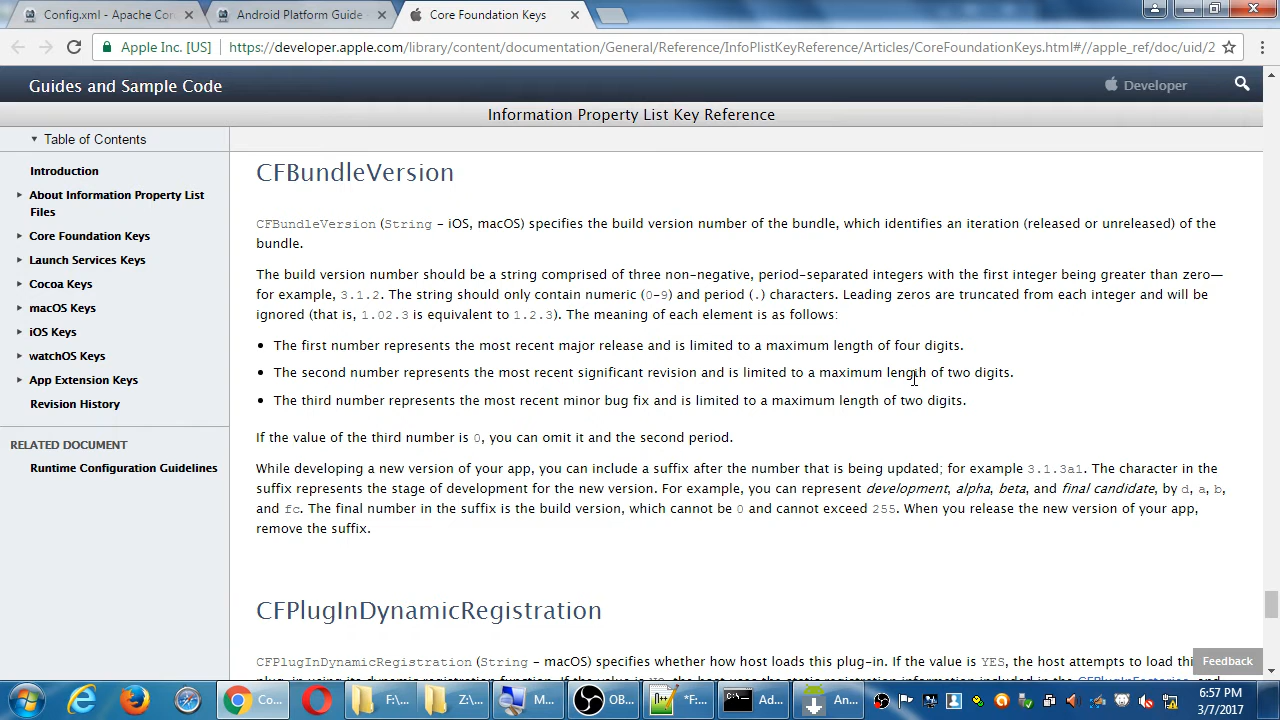 Config.xml - Apache Con
Android Platform Guide
Core Foundation Keys
Apple Inc. [US]
https://developer.apple.com/library/content/documentation/General/Reference/InfoPlistKeyReference/Articles/CoreFoundationKeys.html#//apple_ref/doc/uid/2
Guides and Sample Code
Developer
Information Property List Key Reference
Table of Contents
Introduction
About Information Property List
Files
Core Foundation Keys
Launch Services Keys
Cocoa Keys
macOS Keys
iOS Keys
watchOS Keys
App Extension Keys
Revision History
RELATED DOCUMENT
Runtime Configuration Guidelines
CFBundleVersion
CFBundleVersion (String – iOS, macOS) specifies the build version number of the bundle, which identifies an iteration (released or unreleased) of the
bundle.
The build version number should be a string comprised of three non-negative, period-separated integers with the first integer being greater than zero—
for example, 3.1.2. The string should only contain numeric (0-9) and period (.) characters. Leading zeros are truncated from each integer and will be
ignored (that is, 1.02.3 is equivalent to 1.2.3). The meaning of each element is as follows:
• The first number represents the most recent major release and is limited to a maximum length of four digits.
• The second number represents the most recent significant revision and is limited to a maximum length of two digits.
• The third number represents the most recent minor bug fix and is limited to a maximum length of two digits.
If the value of the third number is 0, you can omit it and the second period.
While developing a new version of your app, you can include a suffix after the number that is being updated; for example 3.1.3a1. The character in the
suffix represents the stage of development for the new version. For example, you can represent development, alpha, beta, and final candidate, by d, a, b,
and fc. The final number in the suffix is the build version, which cannot be 0 and cannot exceed 255. When you release the new version of your app,
remove the suffix.
CFPlugInDynamicRegistration
CFPlugInDynamicRegistration (String – macOS) specifies whether how host loads this plug-in. If the value is YES, the host attempts to load thi
Feedback
Co...
F:\...
Z:\...
M...
OB...
*F:...
Ad...
An...
6:57 PM
3/7/2017